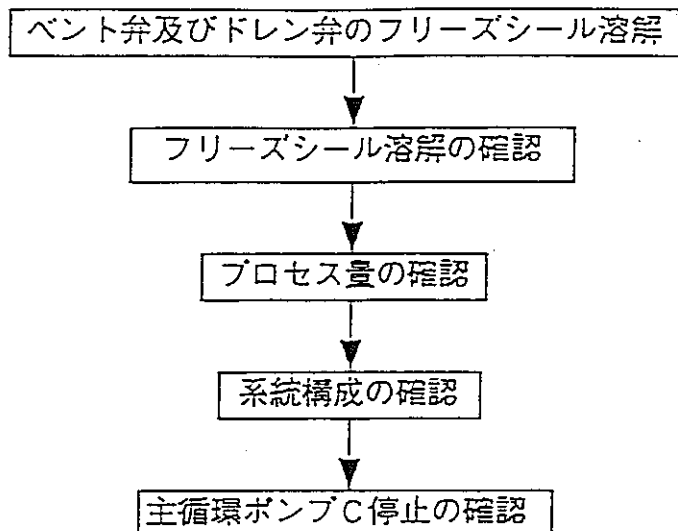 ベント弁及びドレン弁のフリーズシール溶解
フリーズシール溶解の確認
プロセス量の確認
系統構成の確認
主循環ポンプC停止の確認